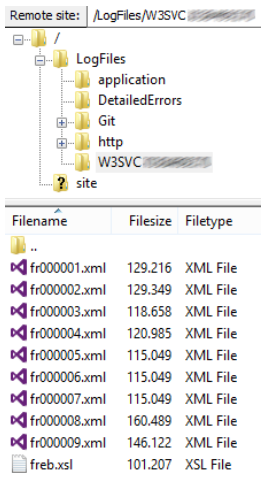 Remote site: /LogFiles/W3SVC
/
LogFiles
application
DetailedErrors
Git
http
W3SVC
? site
Filename Filesize Filetype
..
fr000001.xml 129.216 XML File
fr000002.xml 129.349 XML File
fr000003.xml 118.658 XML File
fr000004.xml 120.985 XML File
fr000005.xml 115.049 XML File
fr000006.xml 115.049 XML File
fr000007.xml 115.049 XML File
fr000008.xml 160.489 XML File
fr000009.xml 146.122 XML File
freb.xsl 101.207 XSL File